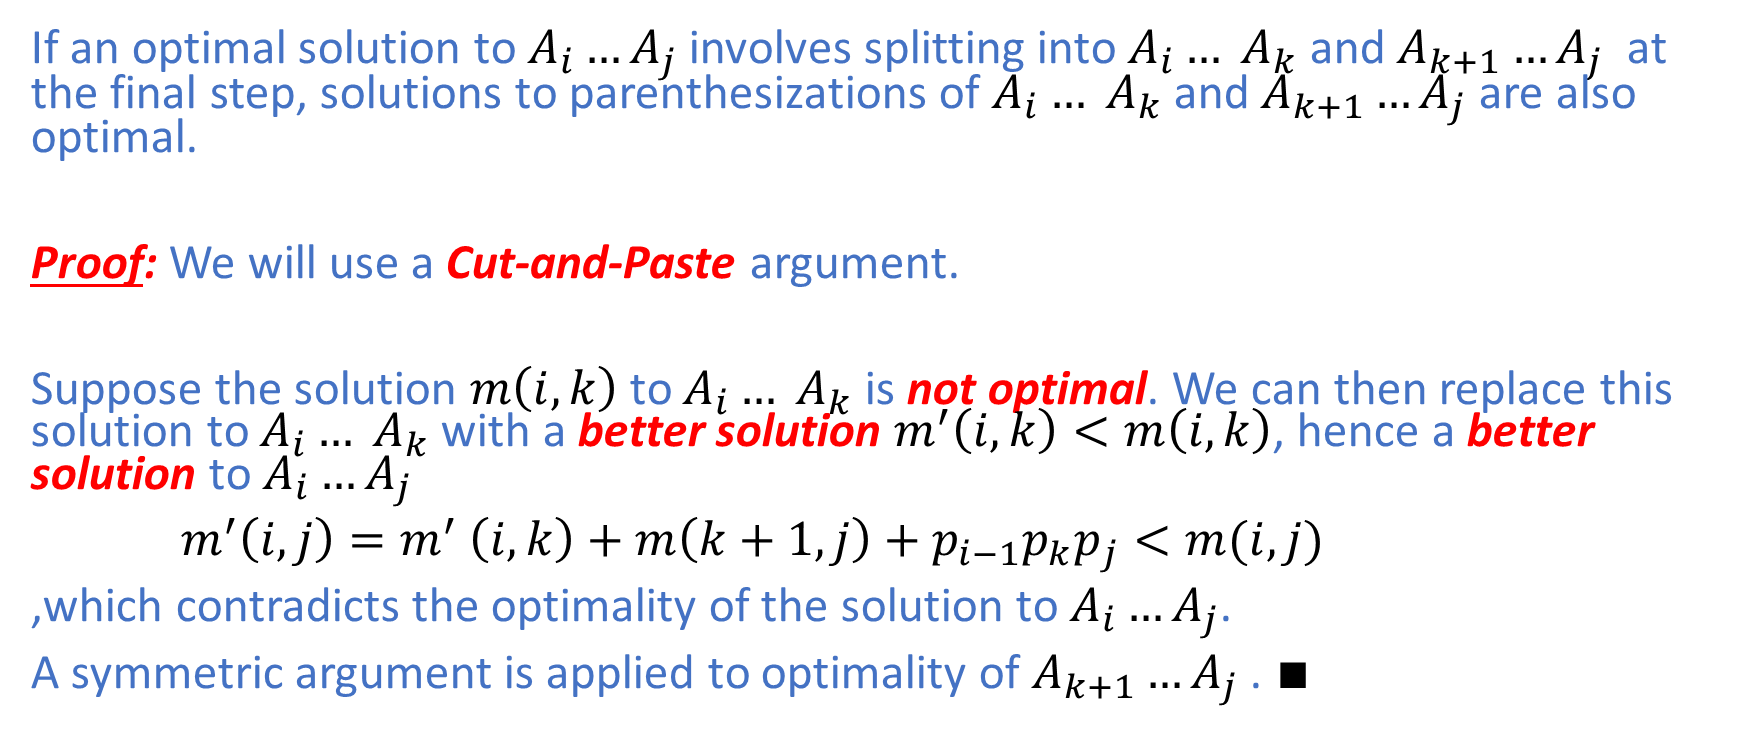 If an optimal solution to A_i … A_j involves splitting into A_i … A_k and A_{k+1} … A_j at
the final step, solutions to parenthesizations of A_i … A_k and A_{k+1} … A_j are also
optimal.
Proof: We will use a Cut-and-Paste argument.
Suppose the solution m(i, k) to A_i … A_k is not optimal. We can then replace this
solution to A_i … A_k with a better solution m′(i, k) < m(i, k), hence a better
solution to A_i … A_j
m′(i, j) = m′ (i, k) + m(k + 1, j) + p_{i−1}p_kp_j < m(i, j)
,which contradicts the optimality of the solution to A_i … A_j.
A symmetric argument is applied to optimality of A_{k+1} … A_j . ■